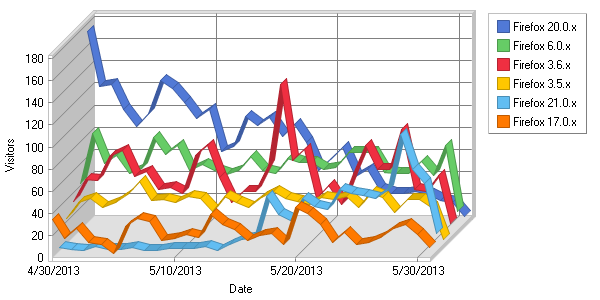 180
160
140
120
100
80
60
40
20
0
Visitors
4/30/2013
5/10/2013
5/20/2013
5/30/2013
Date
Firefox 20.0.x
Firefox 6.0.x
Firefox 3.6.x
Firefox 3.5.x
Firefox 21.0.x
Firefox 17.0.x